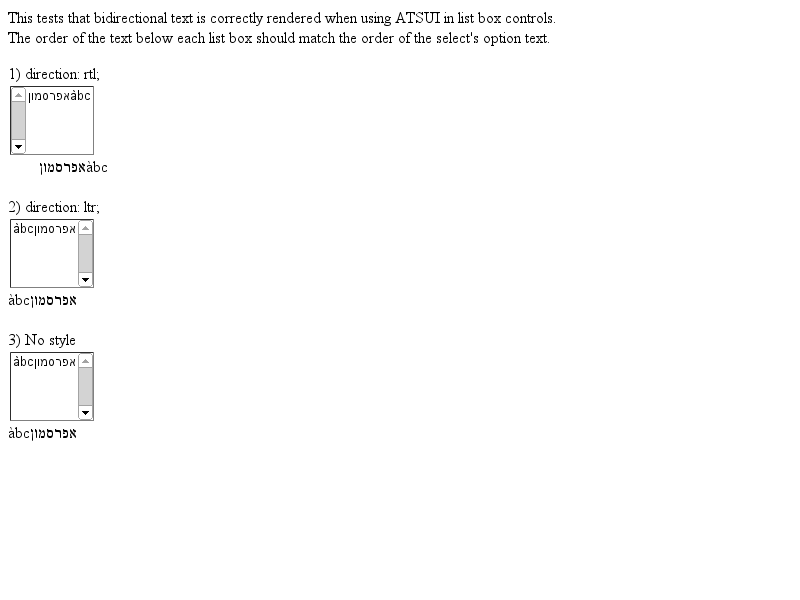 This tests that bidirectional text is correctly rendered when using ATSUI in list box controls.
The order of the text below each list box should match the order of the select's option text.
1) direction: rtl;
àbcאפרסמון
àbcאפרסמון
2) direction: ltr;
àbcאפרסמון
àbcאפרסמון
3) No style
àbcאפרסמון
àbcאפרסמון